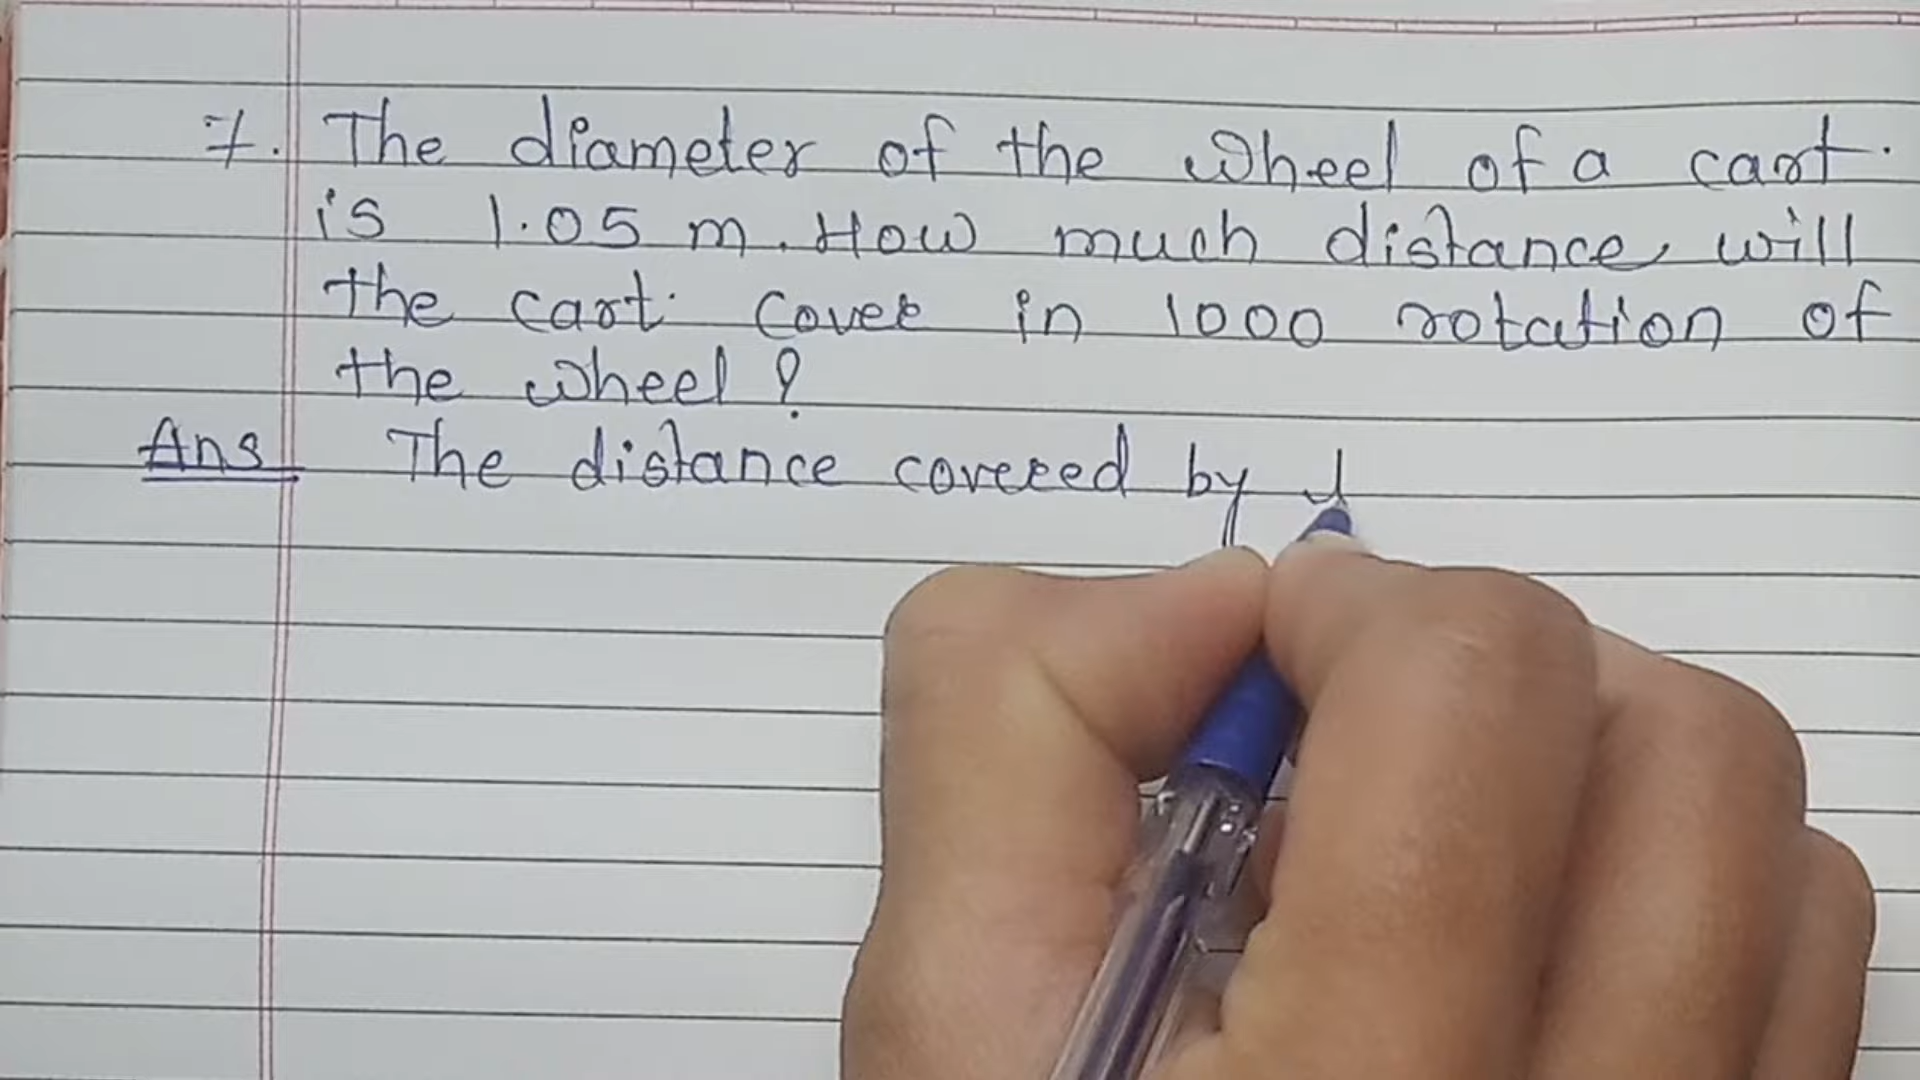 7. The diameter of the wheel of a cart.
is 1.05 m. How much distance will
the cart. cover in 1000 rotation of
the wheel ?
Ans The distance covered by